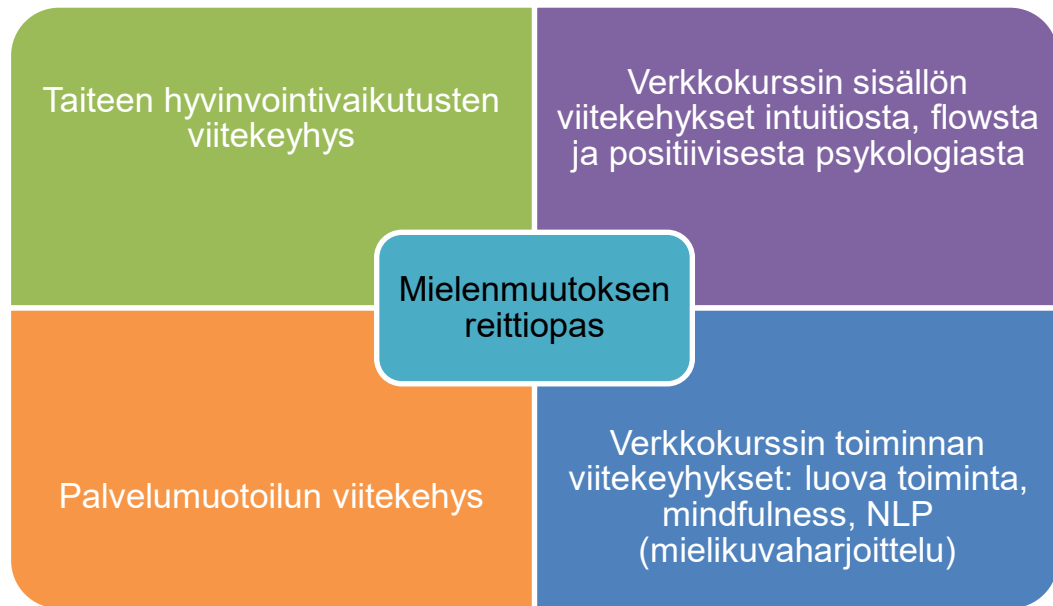 Taiteen hyvinvointivaikutusten
viitekeyhys
Verkkokurssin sisällön
viitekehykset intuitiosta, flowsta
ja positiivisesta psykologiasta
Mielenmuutoksen
reittiopas
Palvelumuotoilun viitekehys
Verkkokurssin toiminnan
viitekeyhykset: luova toiminta,
mindfulness, NLP
(mielikuvaharjoittelu)